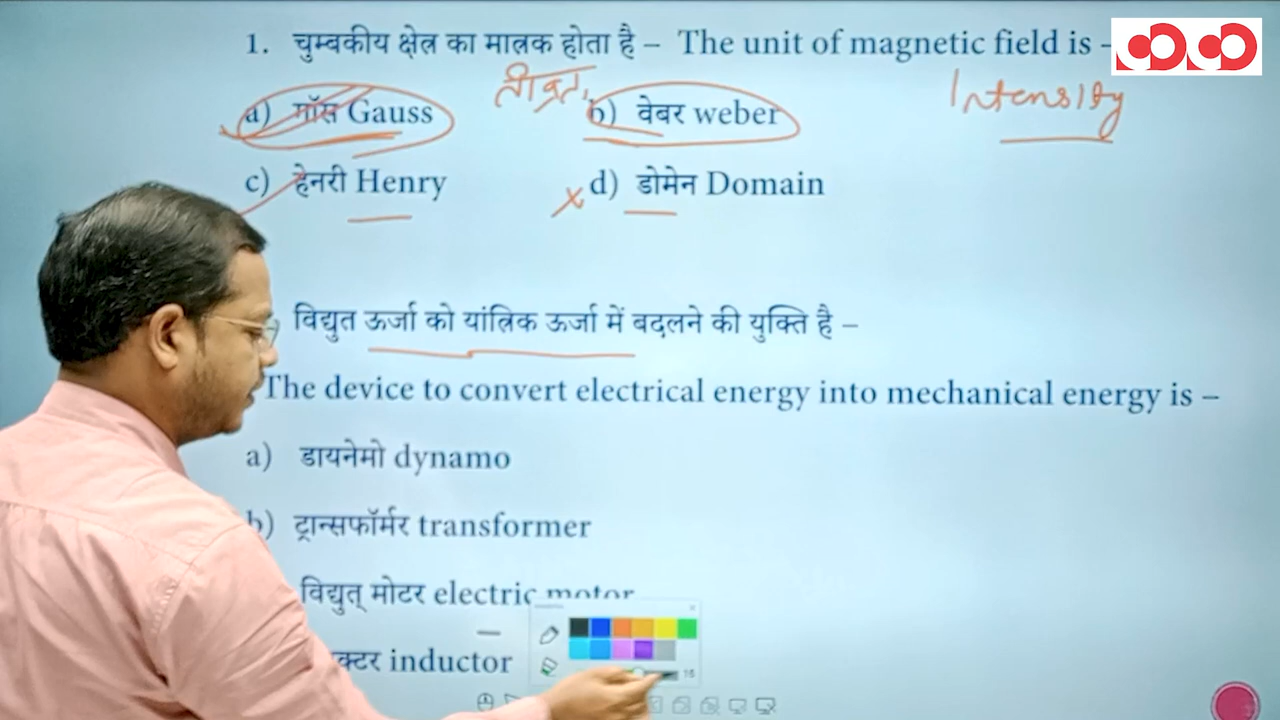 1. चुम्बकीय क्षेत्र का मात्रक होता है – The unit of magnetic field is -
तीव्रता Intensity
a) गॉस Gauss b) वेबर weber
c) हेनरी Henry d) डोमेन Domain
विद्युत ऊर्जा को यांत्रिक ऊर्जा में बदलने की युक्ति है –
The device to convert electrical energy into mechanical energy is –
a) डायनेमो dynamo
b) ट्रान्सफॉर्मर transformer
विद्युत् मोटर electric motor
क्टर inductor